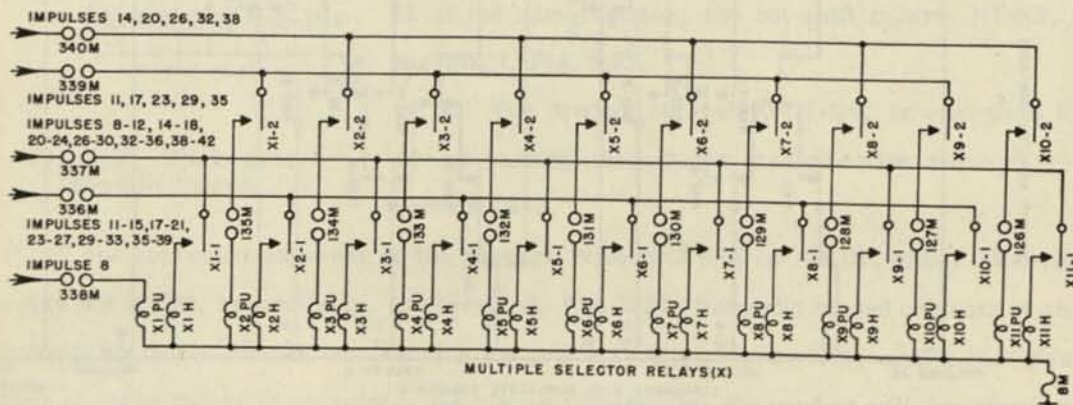 IMPULSES 14, 20, 26, 32, 38
340M
339M
IMPULSES 11, 17, 23, 29, 35
IMPULSES 8-12, 14-18,
20-24, 26-30, 32-36, 38-42
337M
336M
IMPULSES 11-15, 17-21,
23-27, 29-33, 35-39
IMPULSE 8
338M
X1-2
X2-2
X3-2
X4-2
X5-2
X6-2
X7-2
X8-2
X9-2
X10-2
135M
134M
133M
132M
131M
130M
129M
128M
127M
126M
X1-1
X2-1
X3-1
X4-1
X5-1
X6-1
X7-1
X8-1
X9-1
X10-1
X11-1
X1 PU
X1 H
X2 PU
X2 H
X3 PU
X3 H
X4 PU
X4 H
X5 PU
X5 H
X6 PU
X6 H
X7 PU
X7 H
X8 PU
X8 H
X9 PU
X9 H
X10 PU
X10 H
X11 PU
X11 H
8M
MULTIPLE SELECTOR RELAYS (X)